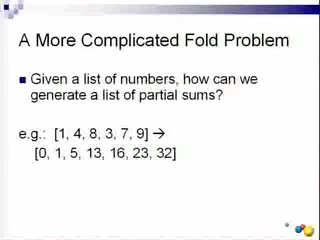 A More Complicated Fold Problem
Given a list of numbers, how can we
generate a list of partial sums?
e.g.: [1, 4, 8, 3, 7, 9] →
[0, 1, 5, 13, 16, 23, 32]